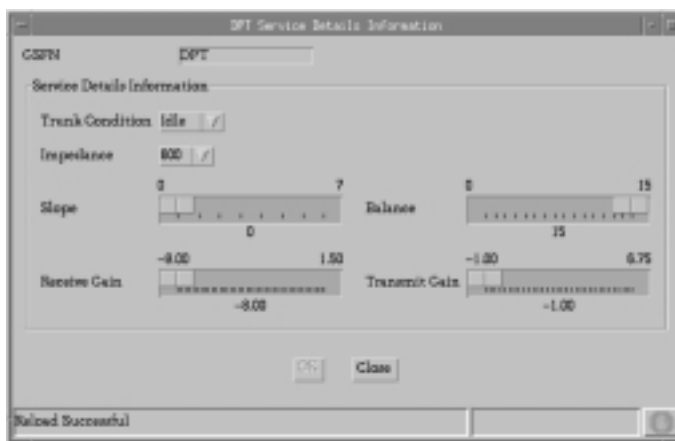 DPT Service Details Information
GSFN DPT
Service Details Information
Trunk Condition Idle
Impedance 600
0 7 0 15
Slope Balance
0 15
-8.00 1.50 -1.00 6.75
Receive Gain Transmit Gain
-8.00 -1.00
OK Close
Reload Successful